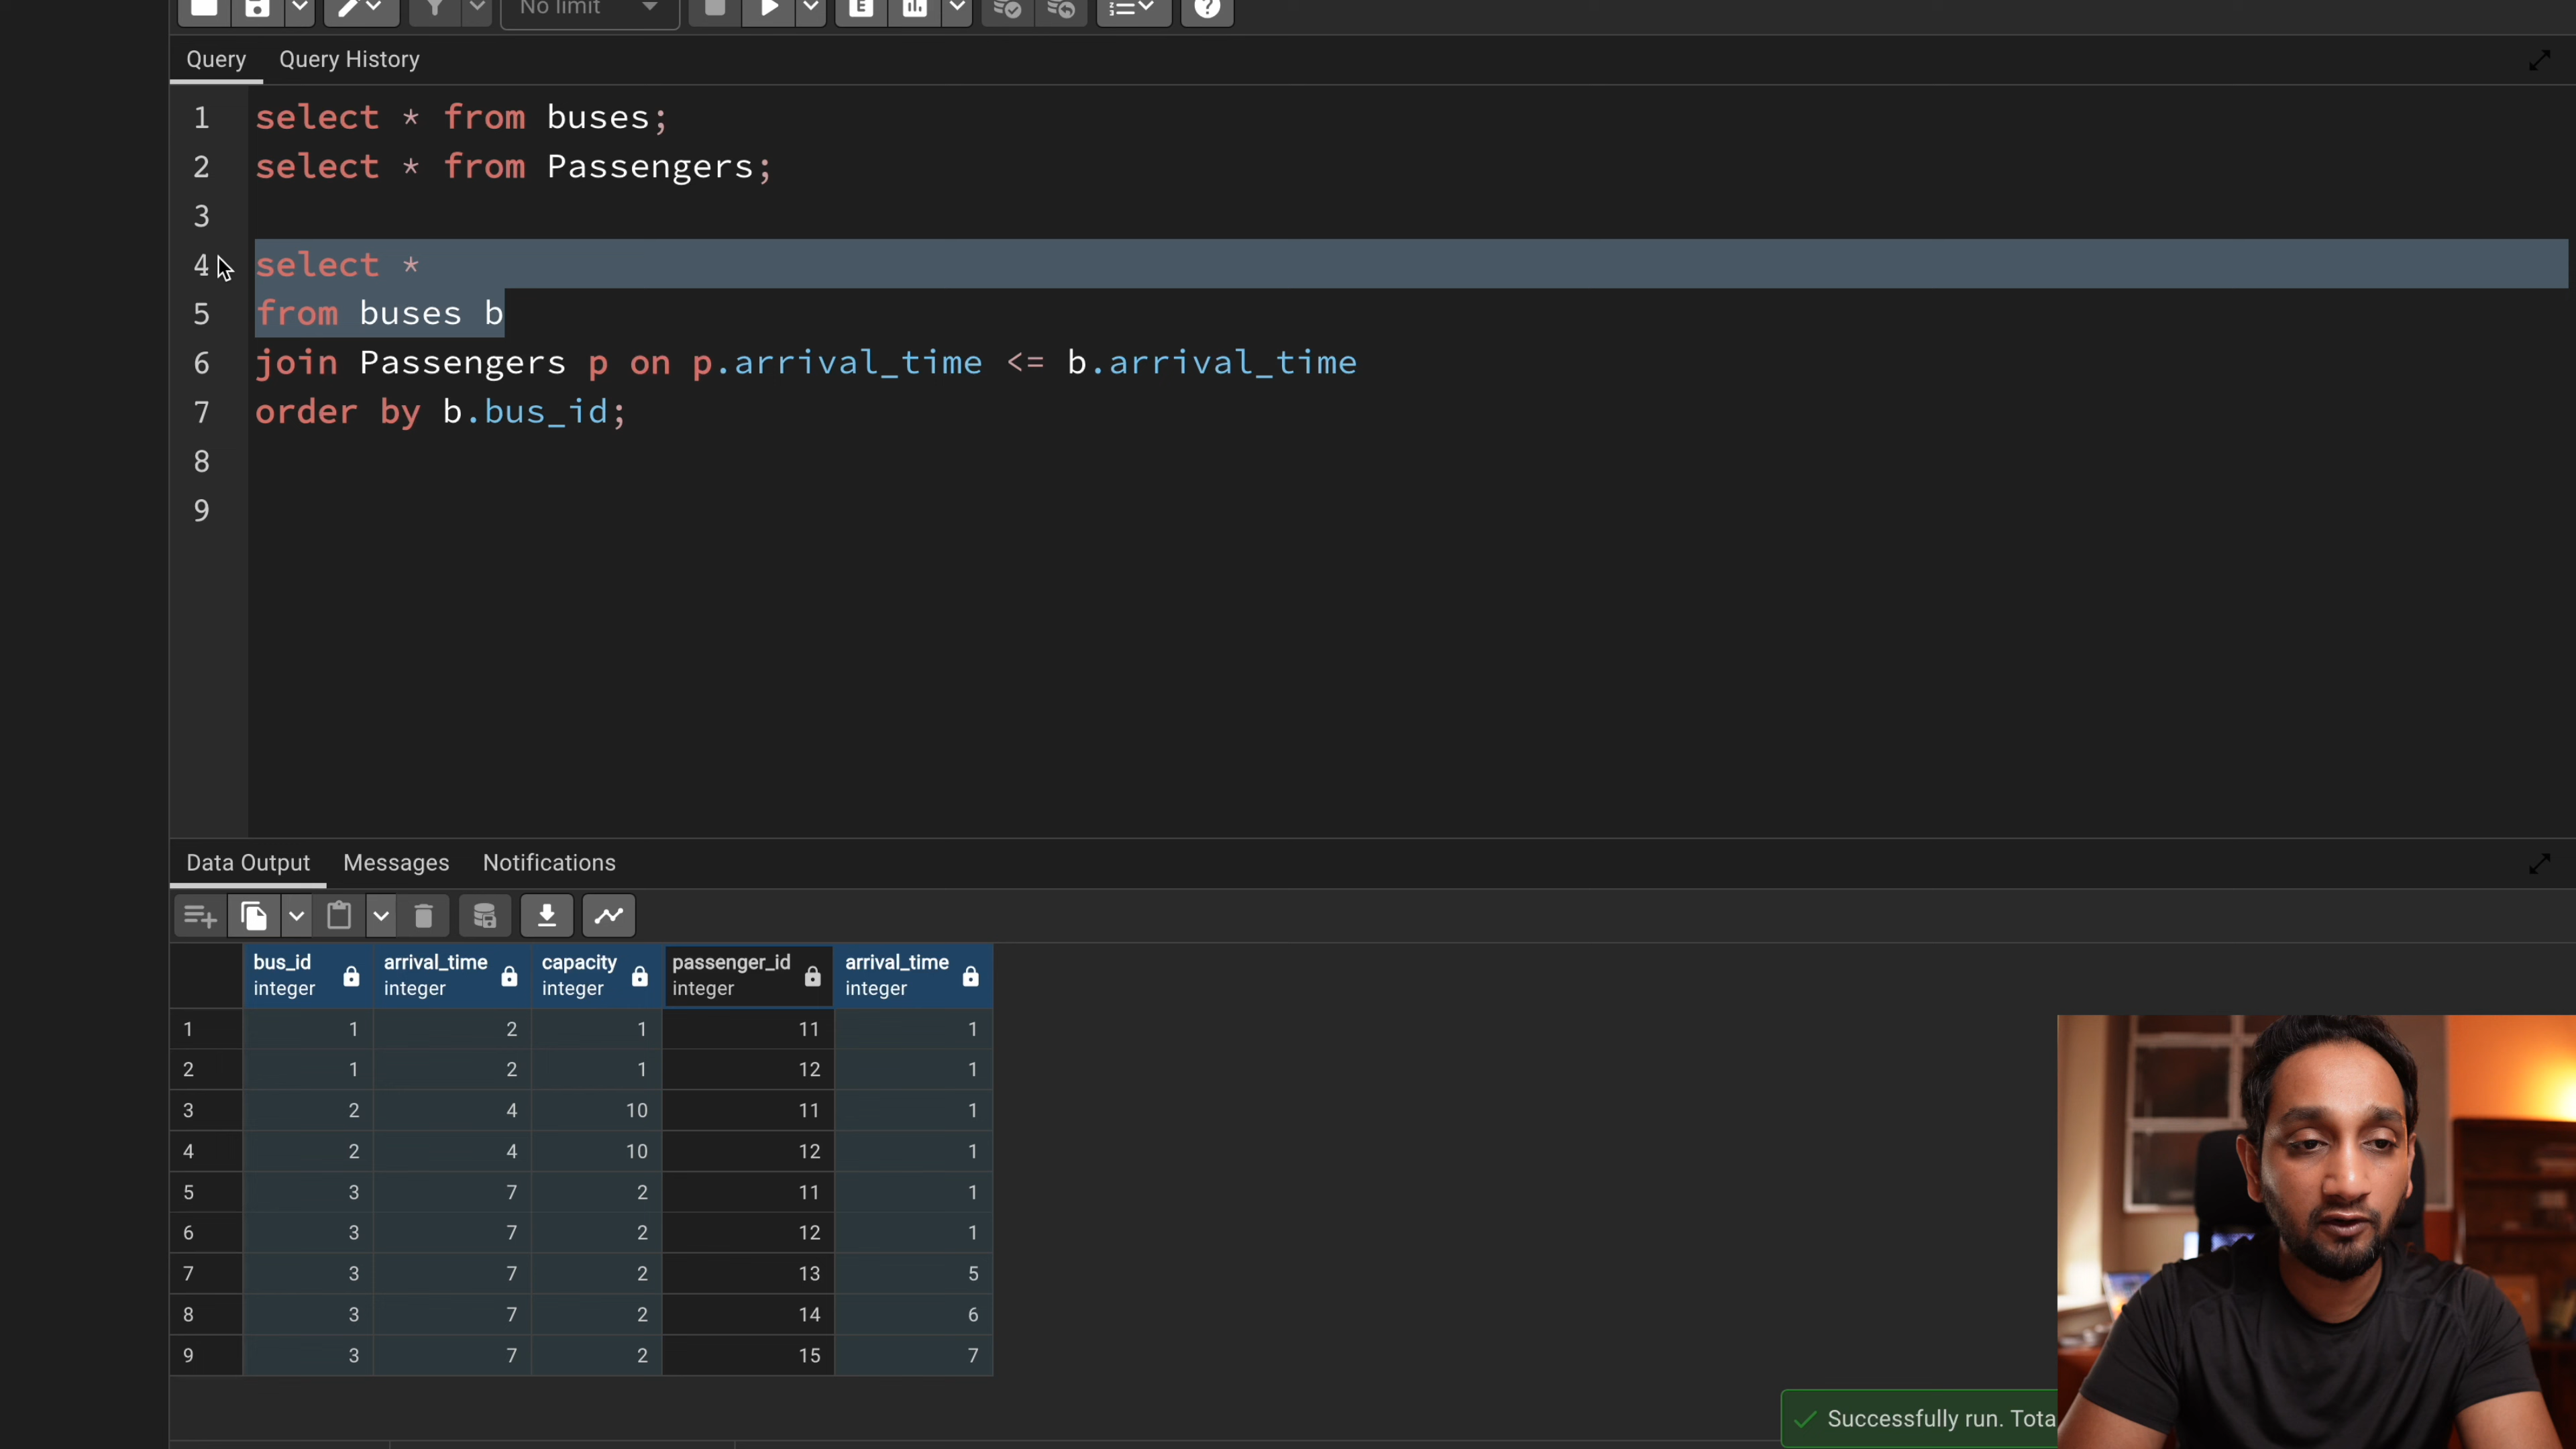 No limit
Query Query History
1 select * from buses;
2 select * from Passengers;
3
4 select *
5 from buses b
6 join Passengers p on p.arrival_time <= b.arrival_time
7 order by b.bus_id;
8
9
Data Output Messages Notifications
bus_id arrival_time capacity passenger_id arrival_time
integer integer integer integer integer
1 1 2 1 11 1
2 1 2 1 12 1
3 2 4 10 11 1
4 2 4 10 12 1
5 3 7 2 11 1
6 3 7 2 12 1
7 3 7 2 13 5
8 3 7 2 14 6
9 3 7 2 15 7
Successfully run. Tota